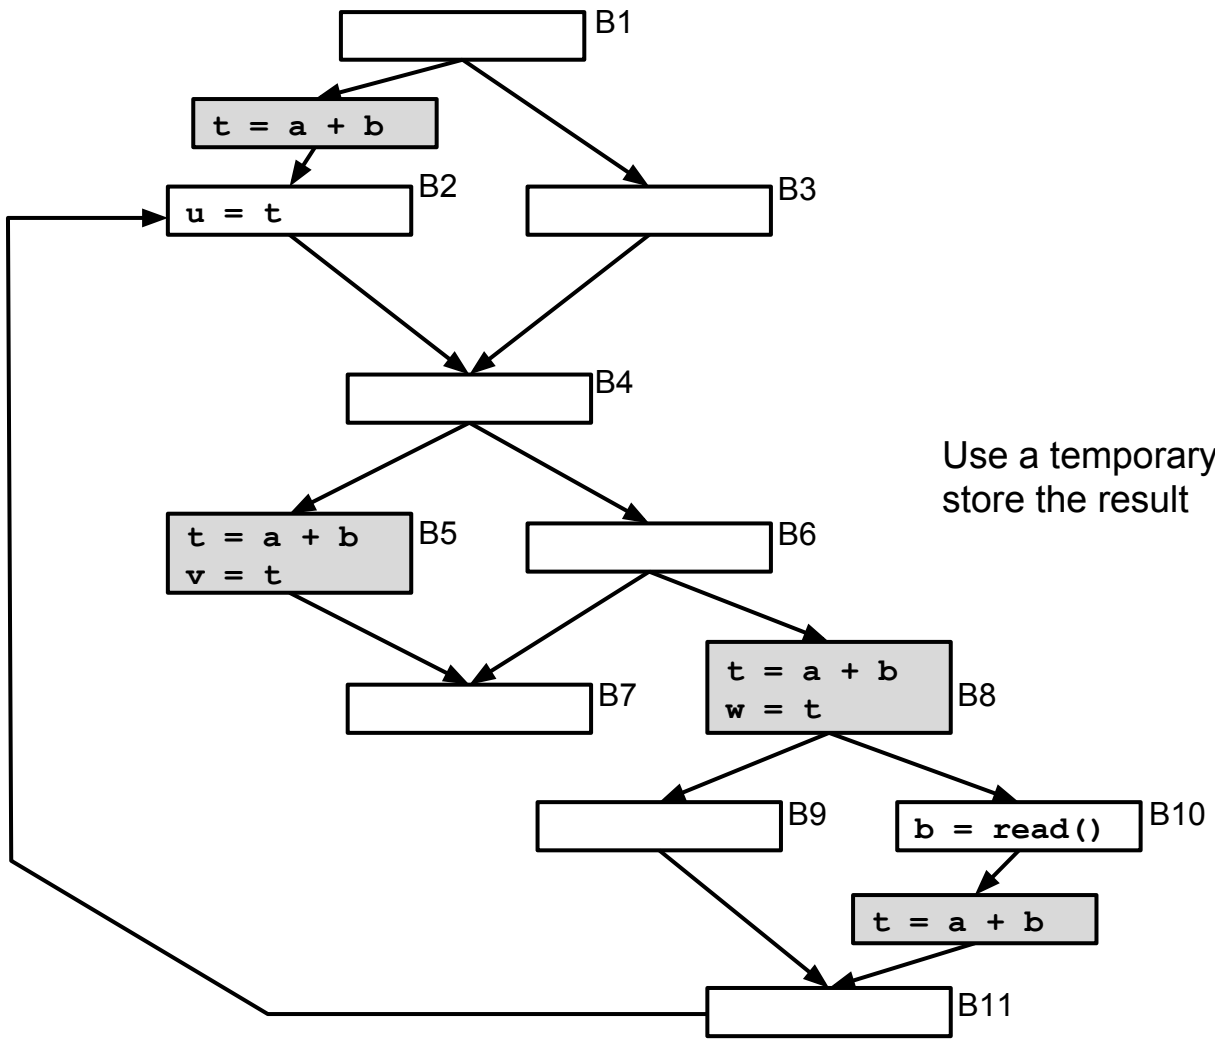 B1
t = a + b
B2
u = t
B3
B4
Use a temporary
store the result
t = a + b
v = t
B5
B6
t = a + b
w = t
B8
B7
B9
b = read()
B10
t = a + b
B11